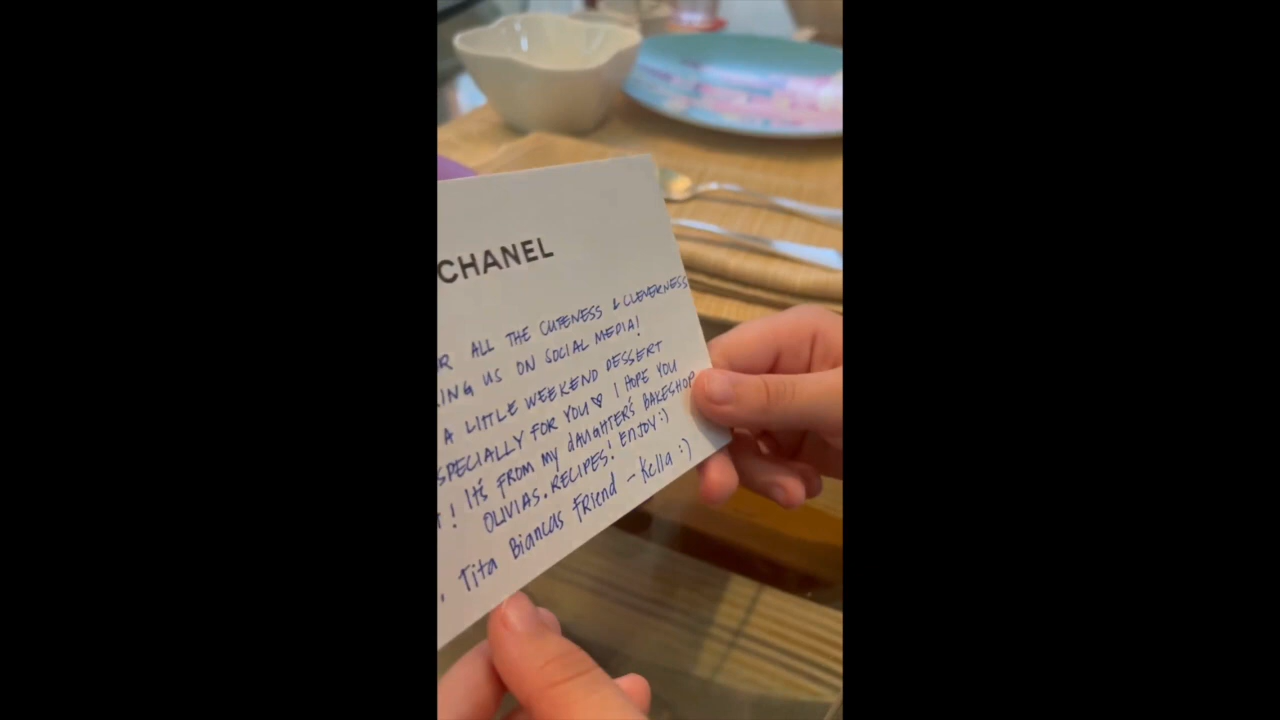 CHANEL
ALL THE CUTENESS & CLEVERNESS
US ON SOCIAL MEDIA!
A LITTLE WEEKEND DESSERT
SPECIALLY FOR YOU♡ I HOPE YOU
! It's FROM MY dAUGHTER'S BAKESHOP
OLIVIAS.RECIPES! ENJOY:)
. Tita Biancas friend - Kella :)